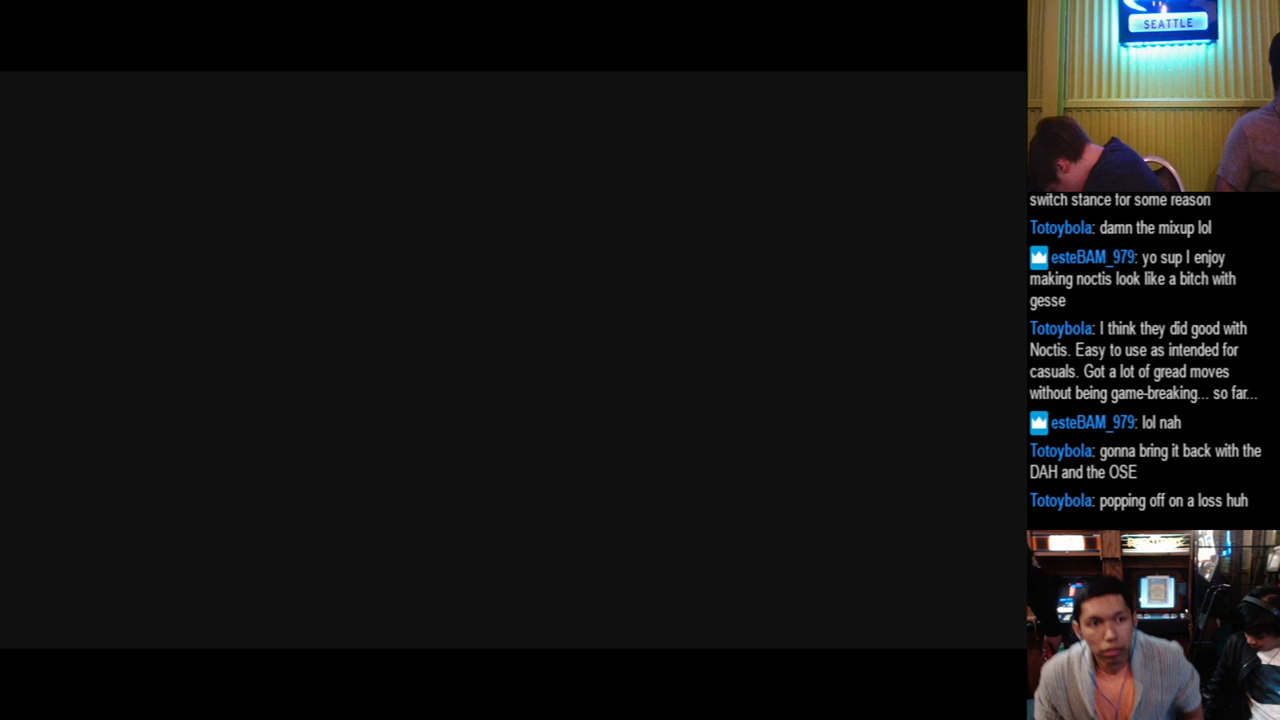 SEATTLE
switch stance for some reason
Totoybola: damn the mixup lol
esteBAM_979: yo sup I enjoy
making noctis look like a bitch with
gesse
Totoybola: I think they did good with
Noctis. Easy to use as intended for
casuals. Got a lot of gread moves
without being game-breaking... so far...
esteBAM_979: lol nah
Totoybola: gonna bring it back with the
DAH and the OSE
Totoybola: popping off on a loss huh